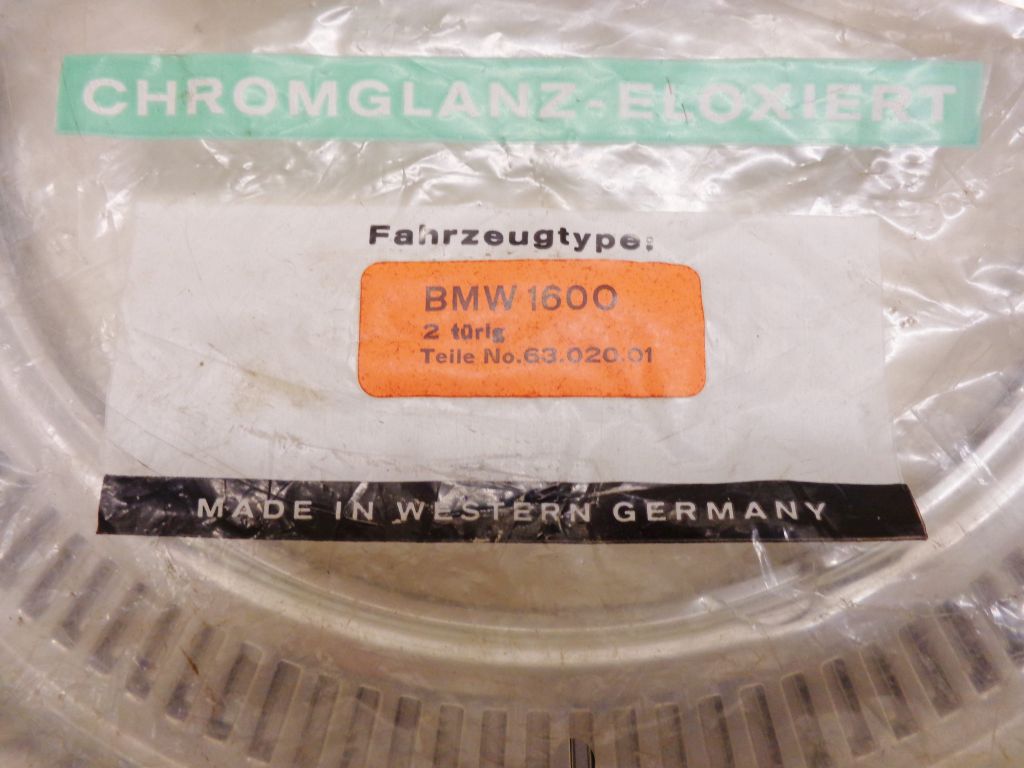 CHROMGLANZ-ELOXIERT
Fahrzeugtype:
BMW 1600
2 türig
Teile No.63.020.01
MADE IN WESTERN GERMANY